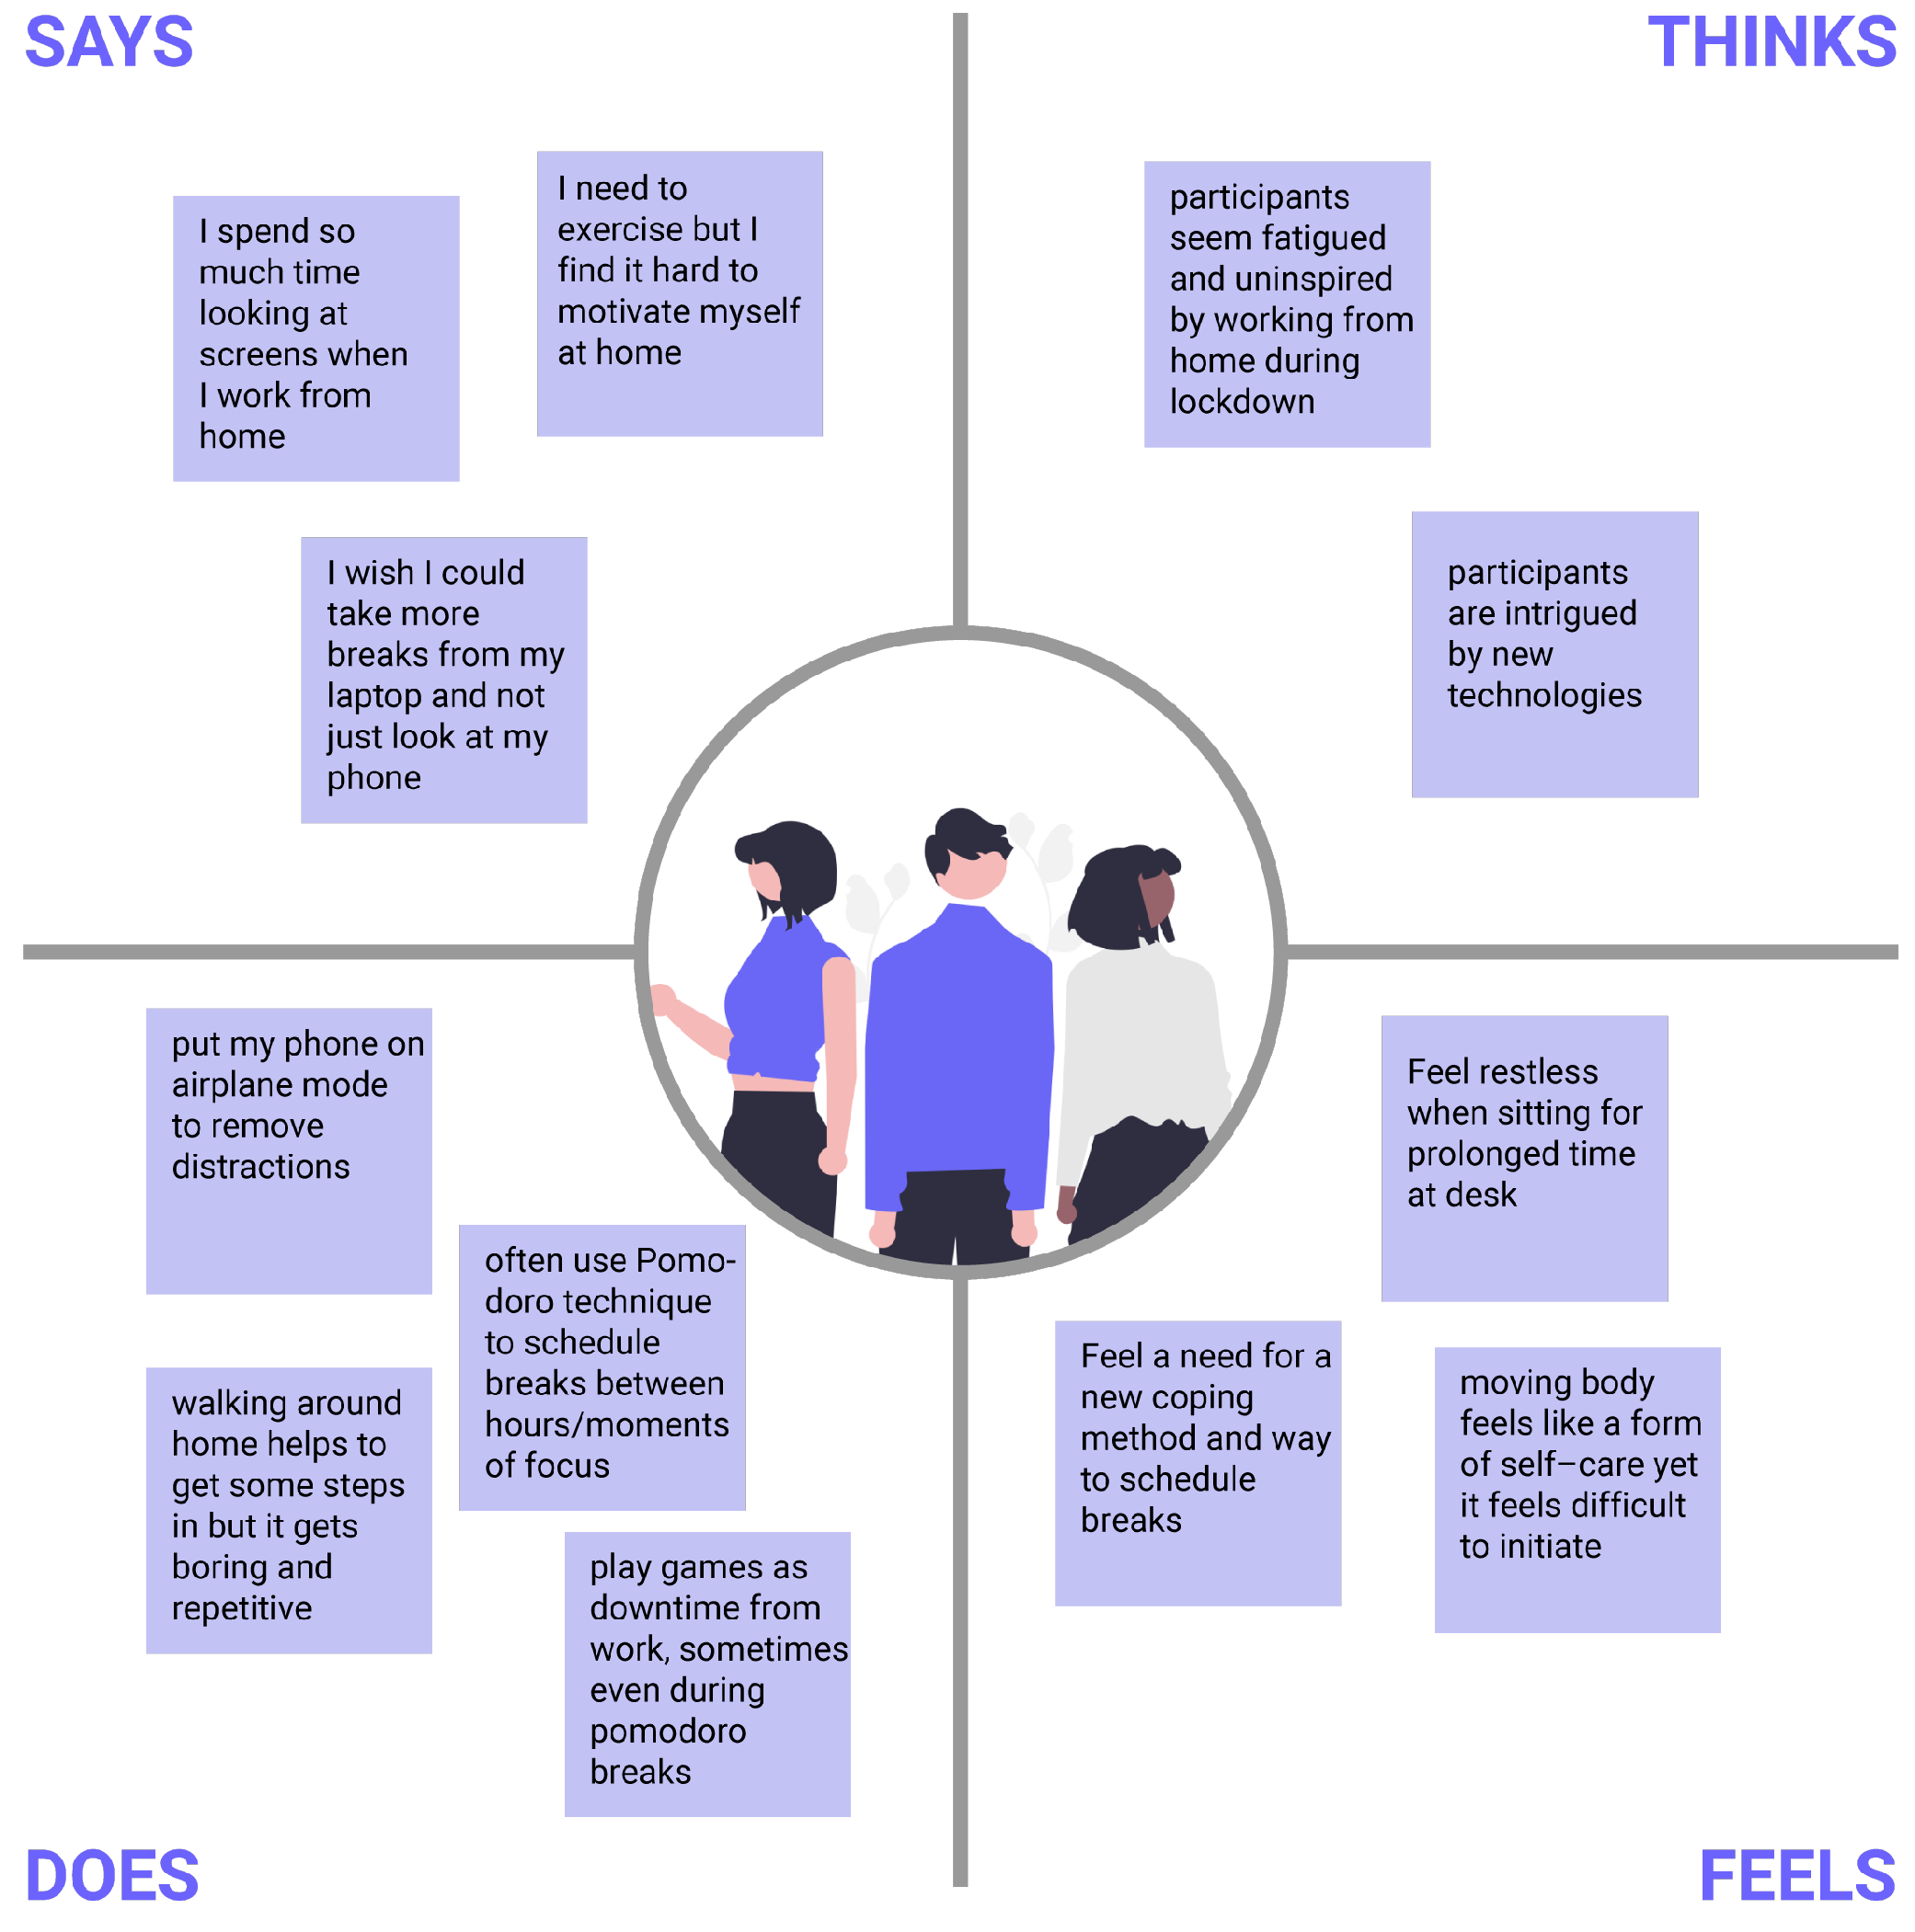 SAYS
THINKS
I spend so
much time
looking at
screens when
I work from
home
I need to
exercise but I
find it hard to
motivate myself
at home
I wish I could
take more
breaks from my
laptop and not
just look at my
phone
participants
seem fatigued
and uninspired
by working from
home during
lockdown
participants
are intrigued
by new
technologies
put my phone on
airplane mode
to remove
distractions
often use Pomo-
doro technique
to schedule
breaks between
hours/moments
of focus
walking around
home helps to
get some steps
in but it gets
boring and
repetitive
play games as
downtime from
work, sometimes
even during
pomodoro
breaks
Feel restless
when sitting for
prolonged time
at desk
Feel a need for a
new coping
method and way
to schedule
breaks
moving body
feels like a form
of self–care yet
it feels difficult
to initiate
DOES
FEELS